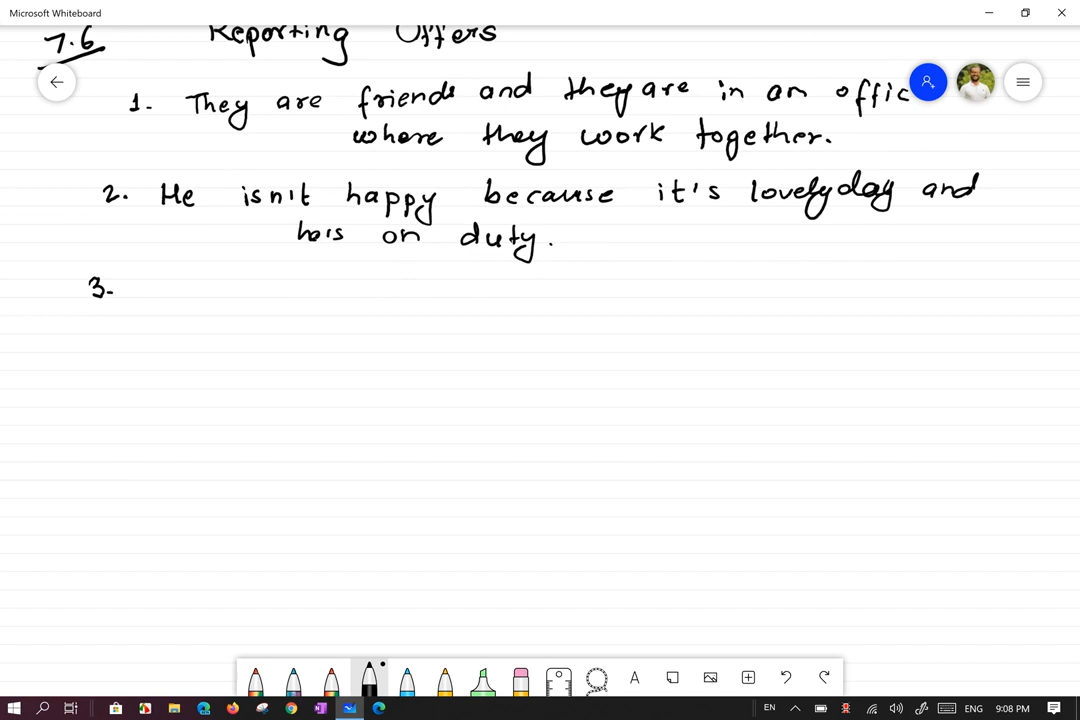 Microsoft Whiteboard
7.6 Reporting Offers
1. They are friends and they are in an offic
where they work together.
2. He isn't happy because it's lovely day and
he's on duty.
3.
A
EN ENG 9:08 PM